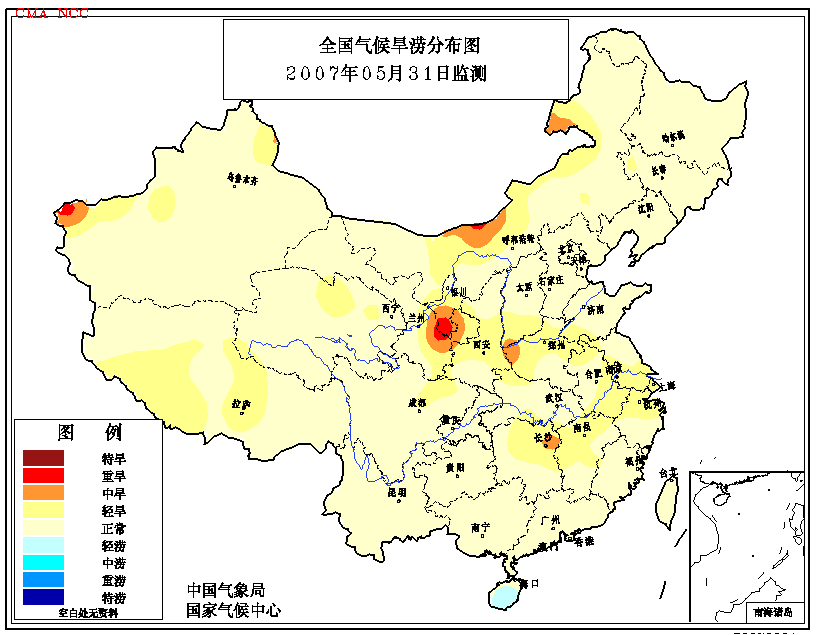 CMA NCC
全国气候旱涝分布图
2007年05月31日监测
哈尔滨
长春
乌鲁木齐
沈阳
呼和浩特
北京
天津
银川
太原
石家庄
西宁
济南
兰州
西安
郑州
合肥
南京
上海
拉萨
成都
武汉
杭州
重庆
南昌
长沙
贵阳
福州
台北
昆明
南宁
广州
澳门
香港
海口
图 例
特旱
重旱
中旱
轻旱
正常
轻涝
中涝
重涝
特涝
空白处无资料
中国气象局
国家气候中心
南海诸岛